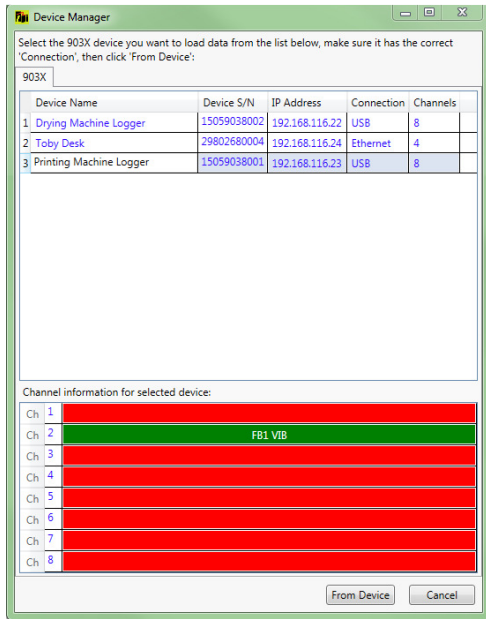 Device Manager
Select the 903X device you want to load data from the list below, make sure it has the correct
'Connection', then click 'From Device':
903X
Device Name Device S/N IP Address Connection Channels
1 Drying Machine Logger 15059038002 192.168.116.22 USB 8
2 Toby Desk 29802680004 192.168.116.24 Ethernet 4
3 Printing Machine Logger 15059038001 192.168.116.23 USB 8
Channel information for selected device:
Ch 1
Ch 2 FB1 VIB
Ch 3
Ch 4
Ch 5
Ch 6
Ch 7
Ch 8
From Device Cancel